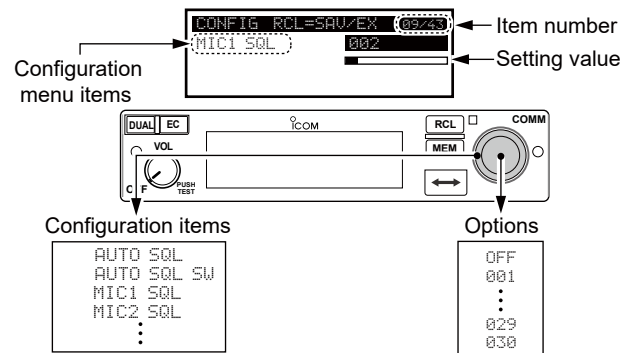 CONFIG RCL=SAV/EX 09/43
Item number
MIC1 SQL 002
Setting value
Configuration
menu items
DUAL EC
ICOM
RCL
COMM
VOL
MEM
PUSH
TEST
Configuration items
Options
AUTO SQL
AUTO SQL SW
MIC1 SQL
MIC2 SQL
OFF
001
029
030